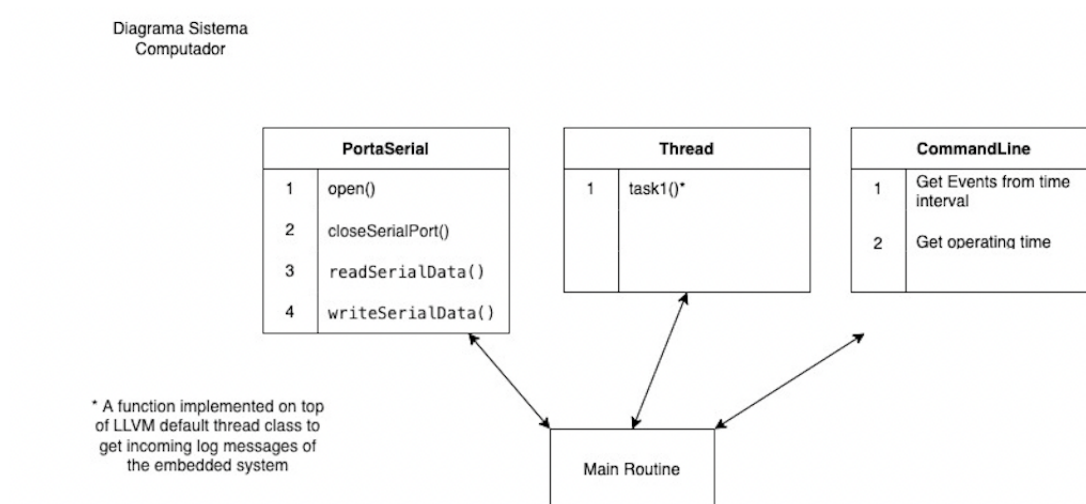 Diagrama Sistema
Computador
PortaSerial
1 open()
2 closeSerialPort()
3 readSerialData()
4 writeSerialData()
Thread
1 task1()*
CommandLine
1 Get Events from time
interval
2 Get operating time
* A function implemented on top
of LLVM default thread class to
get incoming log messages of
the embedded system
Main Routine